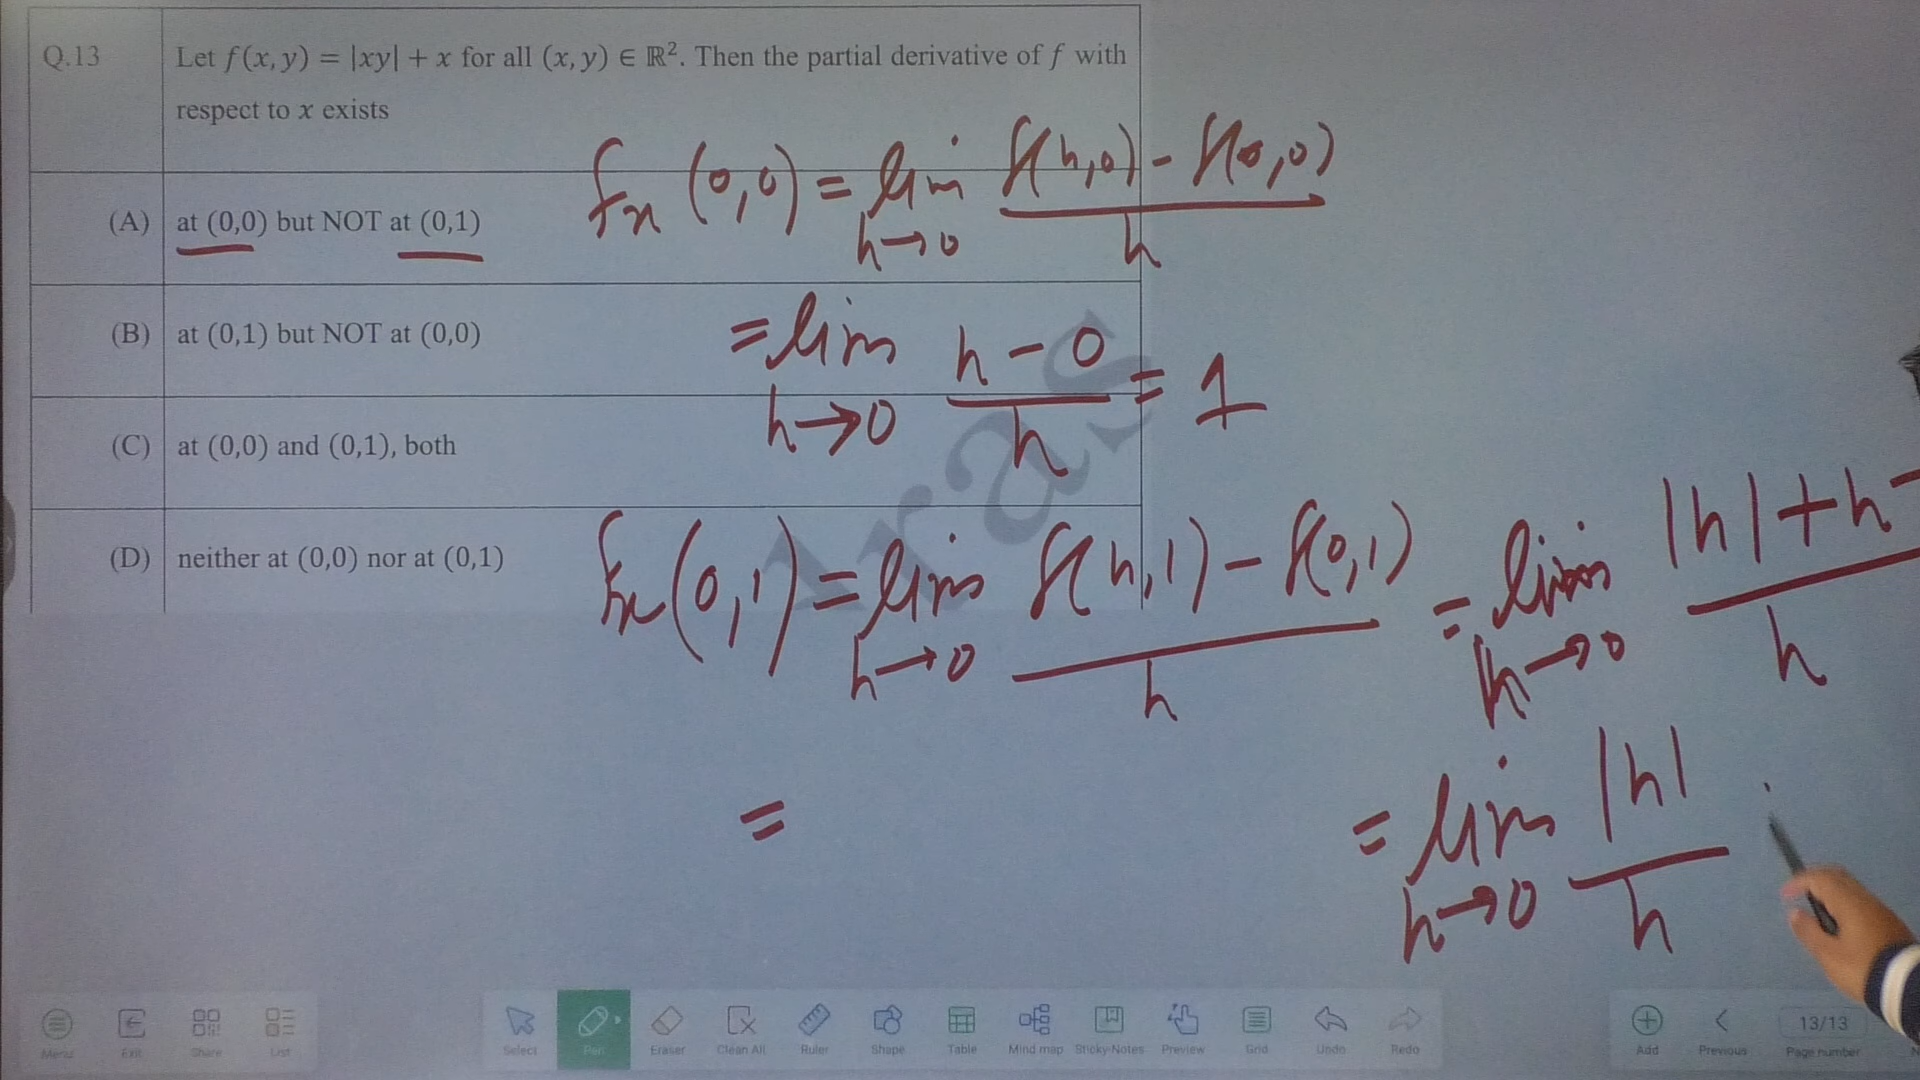 Q.13 Let f(x, y) = |xy| + x for all (x, y) ∈ ℝ². Then the partial derivative of f with
respect to x exists
fx (0,0) = lim h→0 f(h,0) - f(0,0) / h
(A) at (0,0) but NOT at (0,1)
(B) at (0,1) but NOT at (0,0)
= lim h→0 h - 0 / h = 1
(C) at (0,0) and (0,1), both
(D) neither at (0,0) nor at (0,1)
fx (0,1) = lim h→0 f(h,1) - f(0,1) / h = lim h→0 |h| + h - / h
=
= lim h→0 |h| / h
Menu Exit Share List Select Pen Eraser Clean All Ruler Shape Table Mind map Sticky Notes Preview Grid Undo Redo Add Previous 13/13 Page number